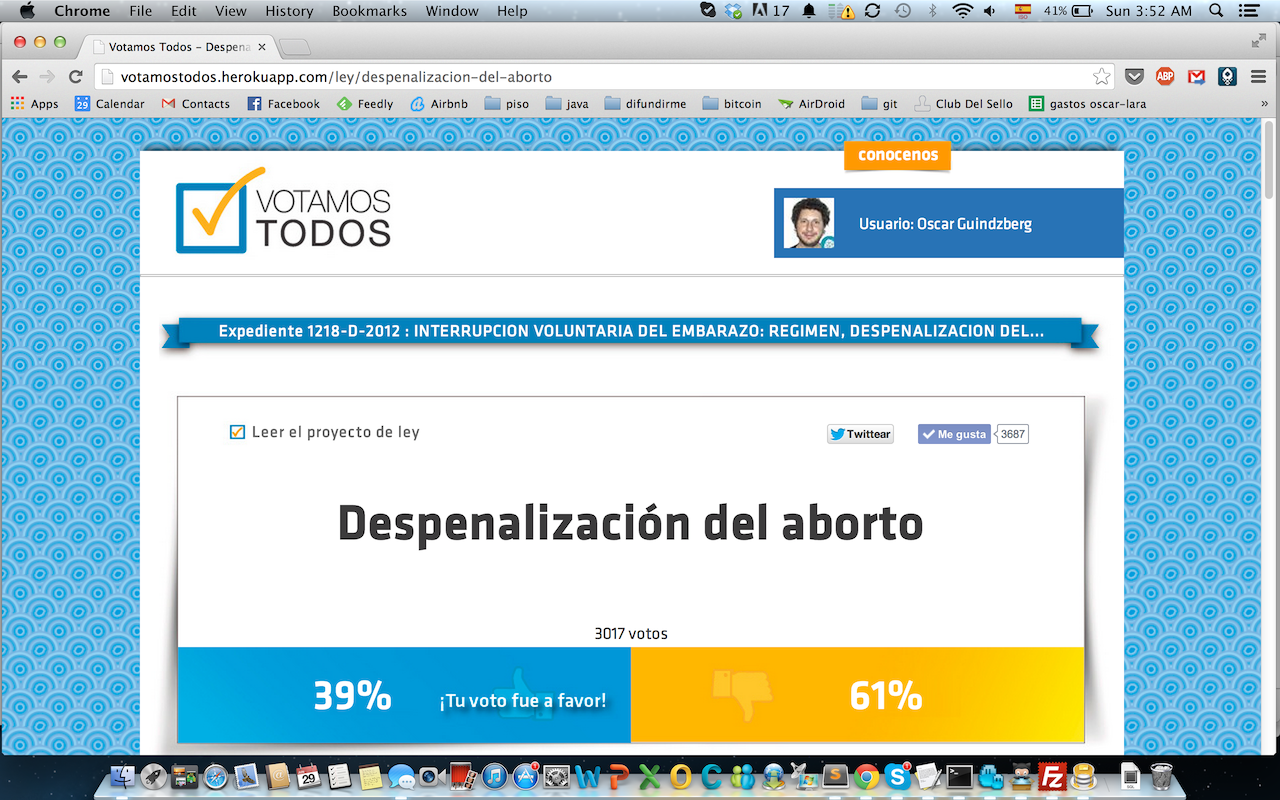 Chrome File Edit View History Bookmarks Window Help 17 ISO 41% Sun 3:52 AM
Votamos Todos – Despena
votamostodos.herokuapp.com/ley/despenalizacion-del-aborto ABP
Apps 29 Calendar Contacts Facebook Feedly Airbnb piso java difundirme bitcoin AirDroid git Club Del Sello gastos oscar-lara »
conocenos
VOTAMOS
TODOS
Usuario: Oscar Guindzberg
Expediente 1218-D-2012 : INTERRUPCION VOLUNTARIA DEL EMBARAZO: REGIMEN, DESPENALIZACION DEL...
Leer el proyecto de ley
Twittear
Me gusta
3687
Despenalización del aborto
3017 votos
39%
¡Tu voto fue a favor!
61%
29